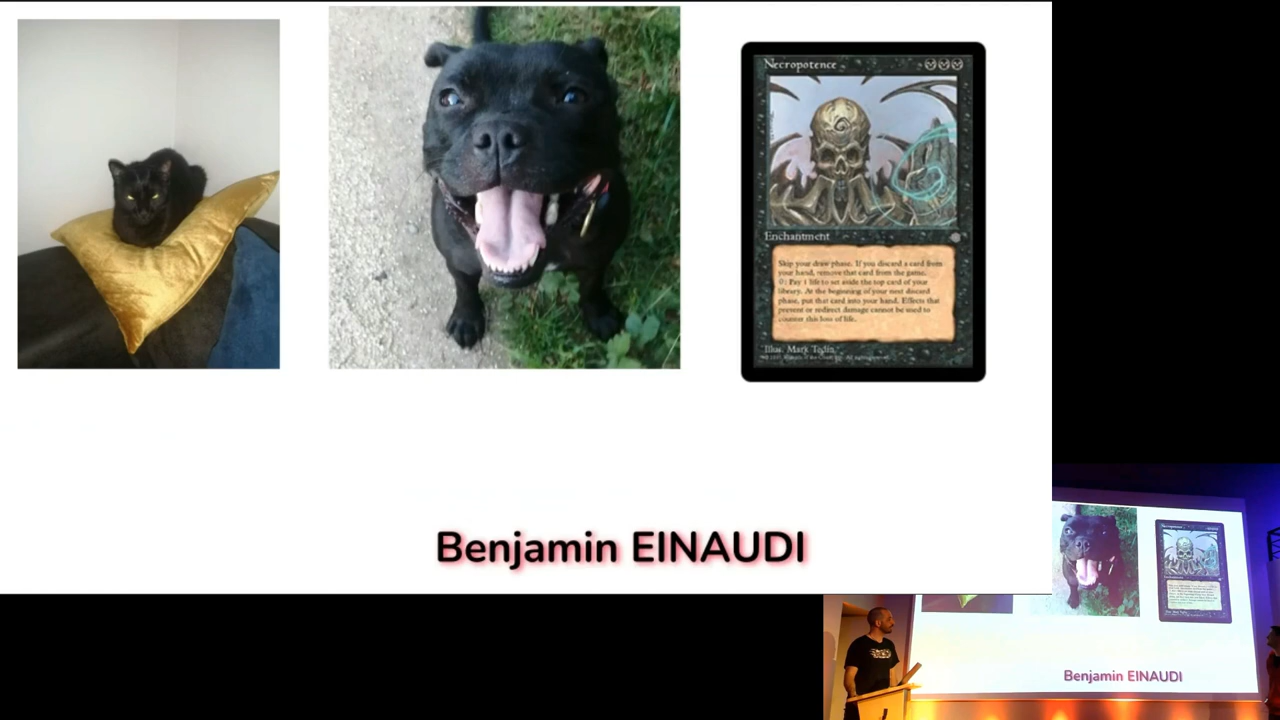 Necropotence
Enchantment
Skip your draw phase. If you discard a card from
your hand, remove that card from the game.
0: Pay 1 life to set aside the top card of your
library. At the beginning of your next discard
phase, put that card into your hand. Effects that
prevent or redirect damage cannot be used to
counter this loss of life.
Illus. Mark Tedin
Benjamin EINAUDI
Necropotence
Benjamin EINAUDI